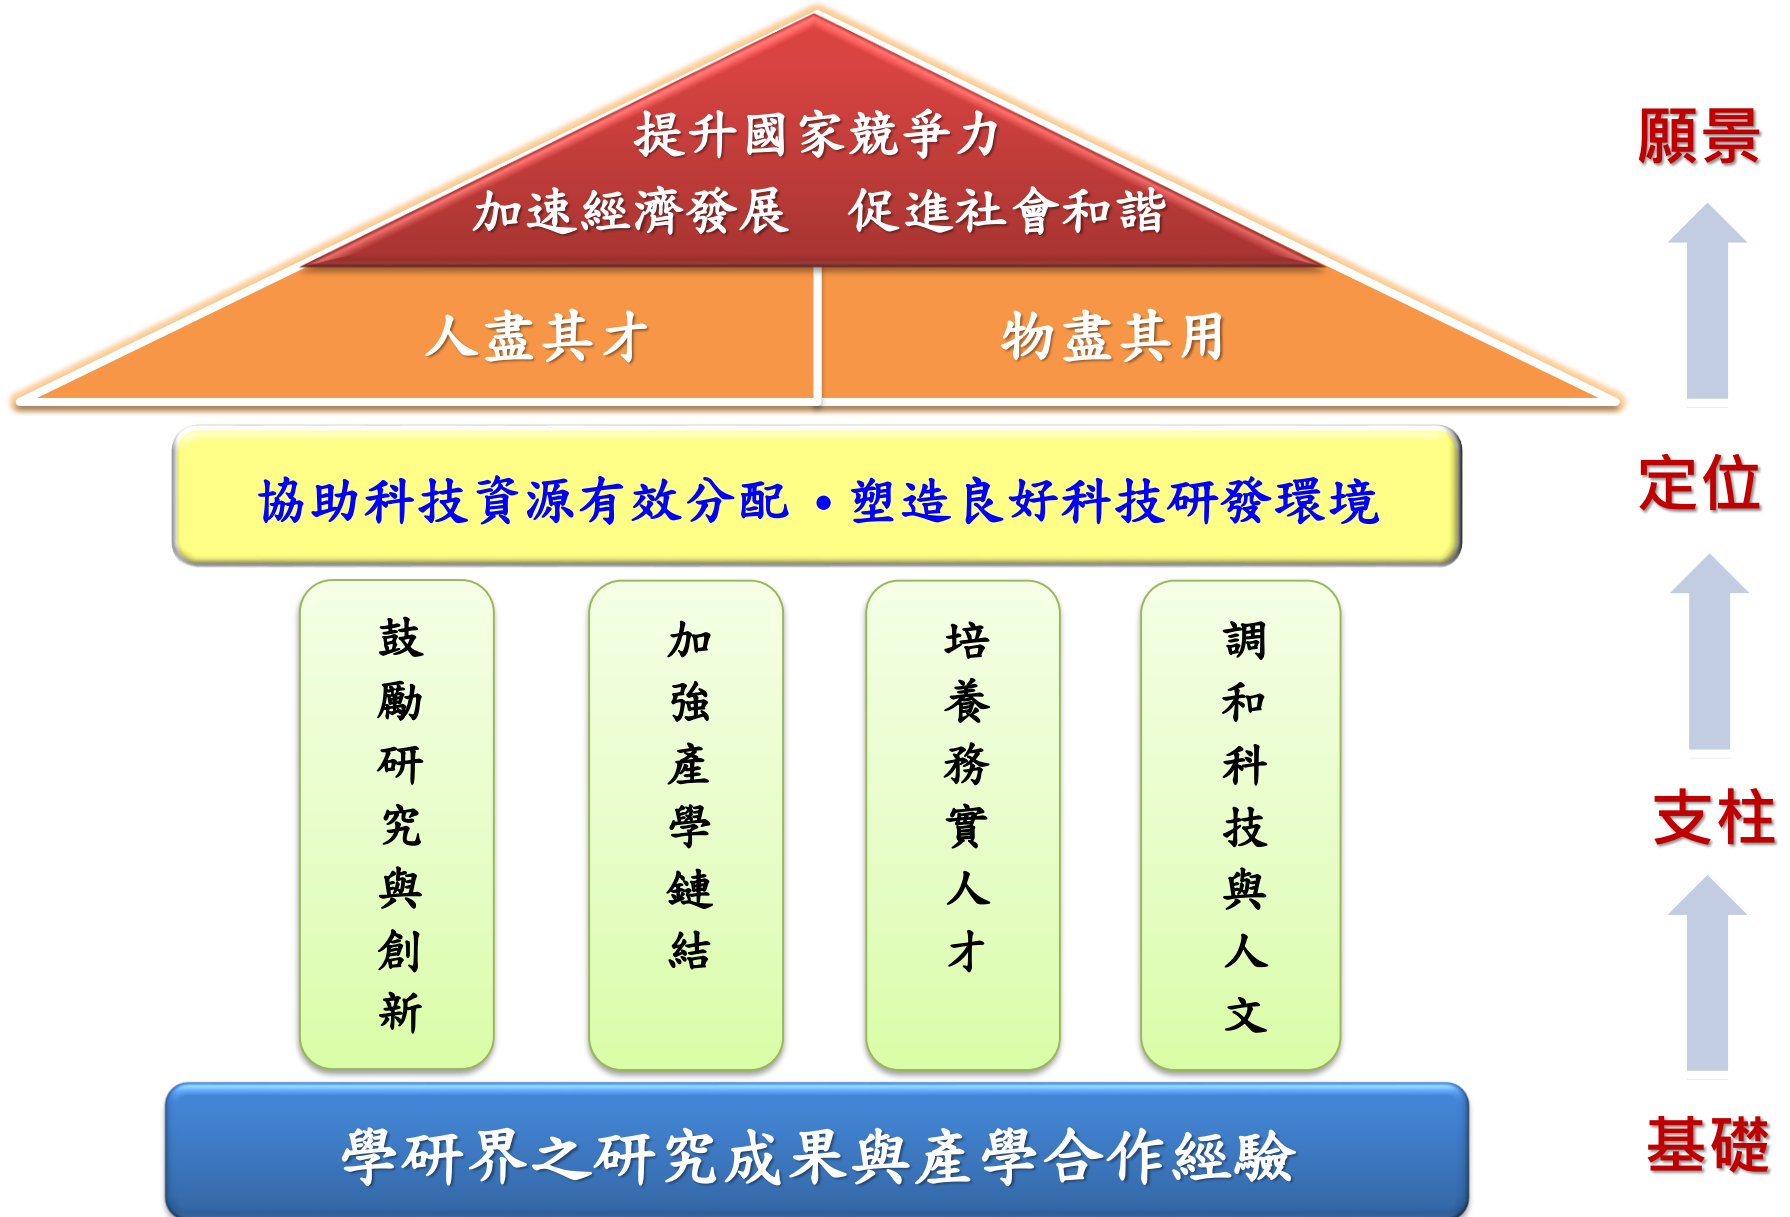 提升國家競爭力
加速經濟發展　促進社會和諧
人盡其才
物盡其用
協助科技資源有效分配•塑造良好科技研發環境
鼓勵研究與創新
加強產學鏈結
培養務實人才
調和科技與人文
學研界之研究成果與產學合作經驗
願景
定位
支柱
基礎